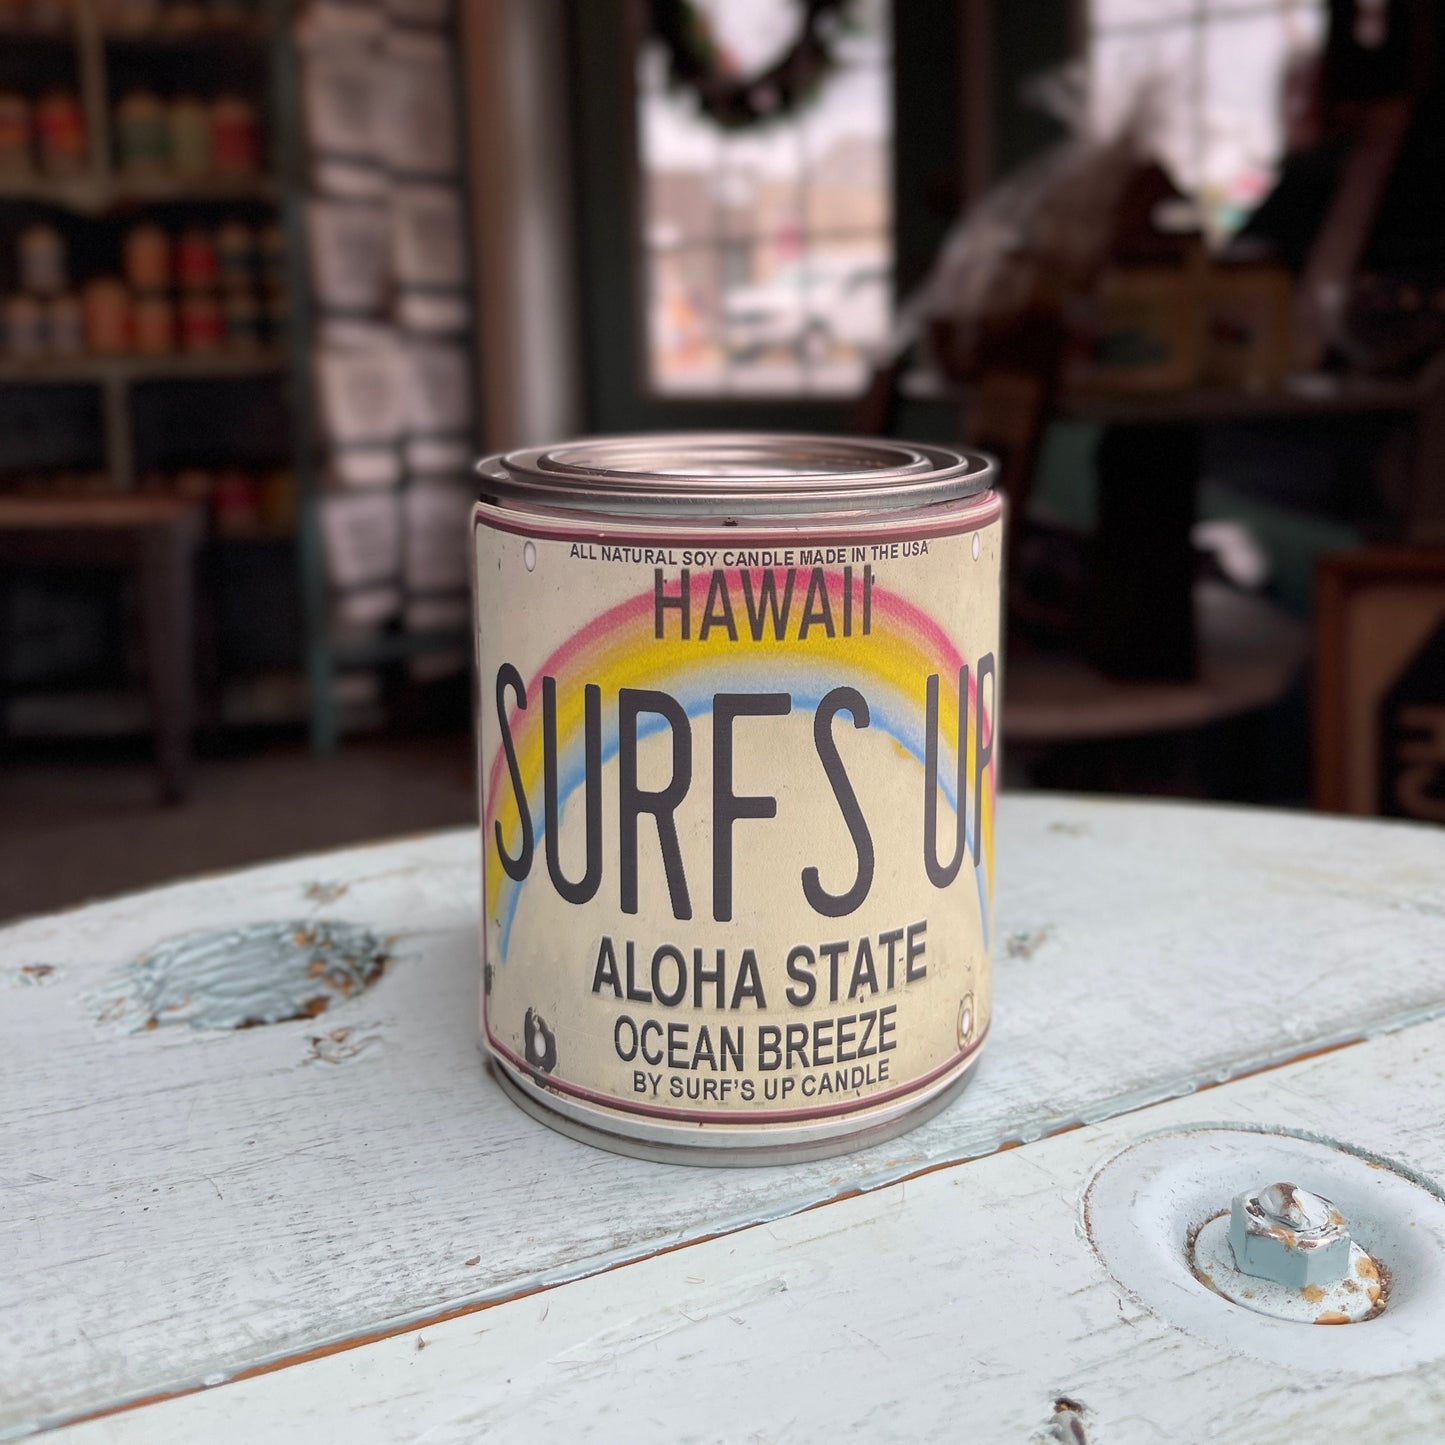 ALL NATURAL SOY CANDLE MADE IN THE USA
HAWAII
SURFS UP
ALOHA STATE
OCEAN BREEZE
BY SURF'S UP CANDLE